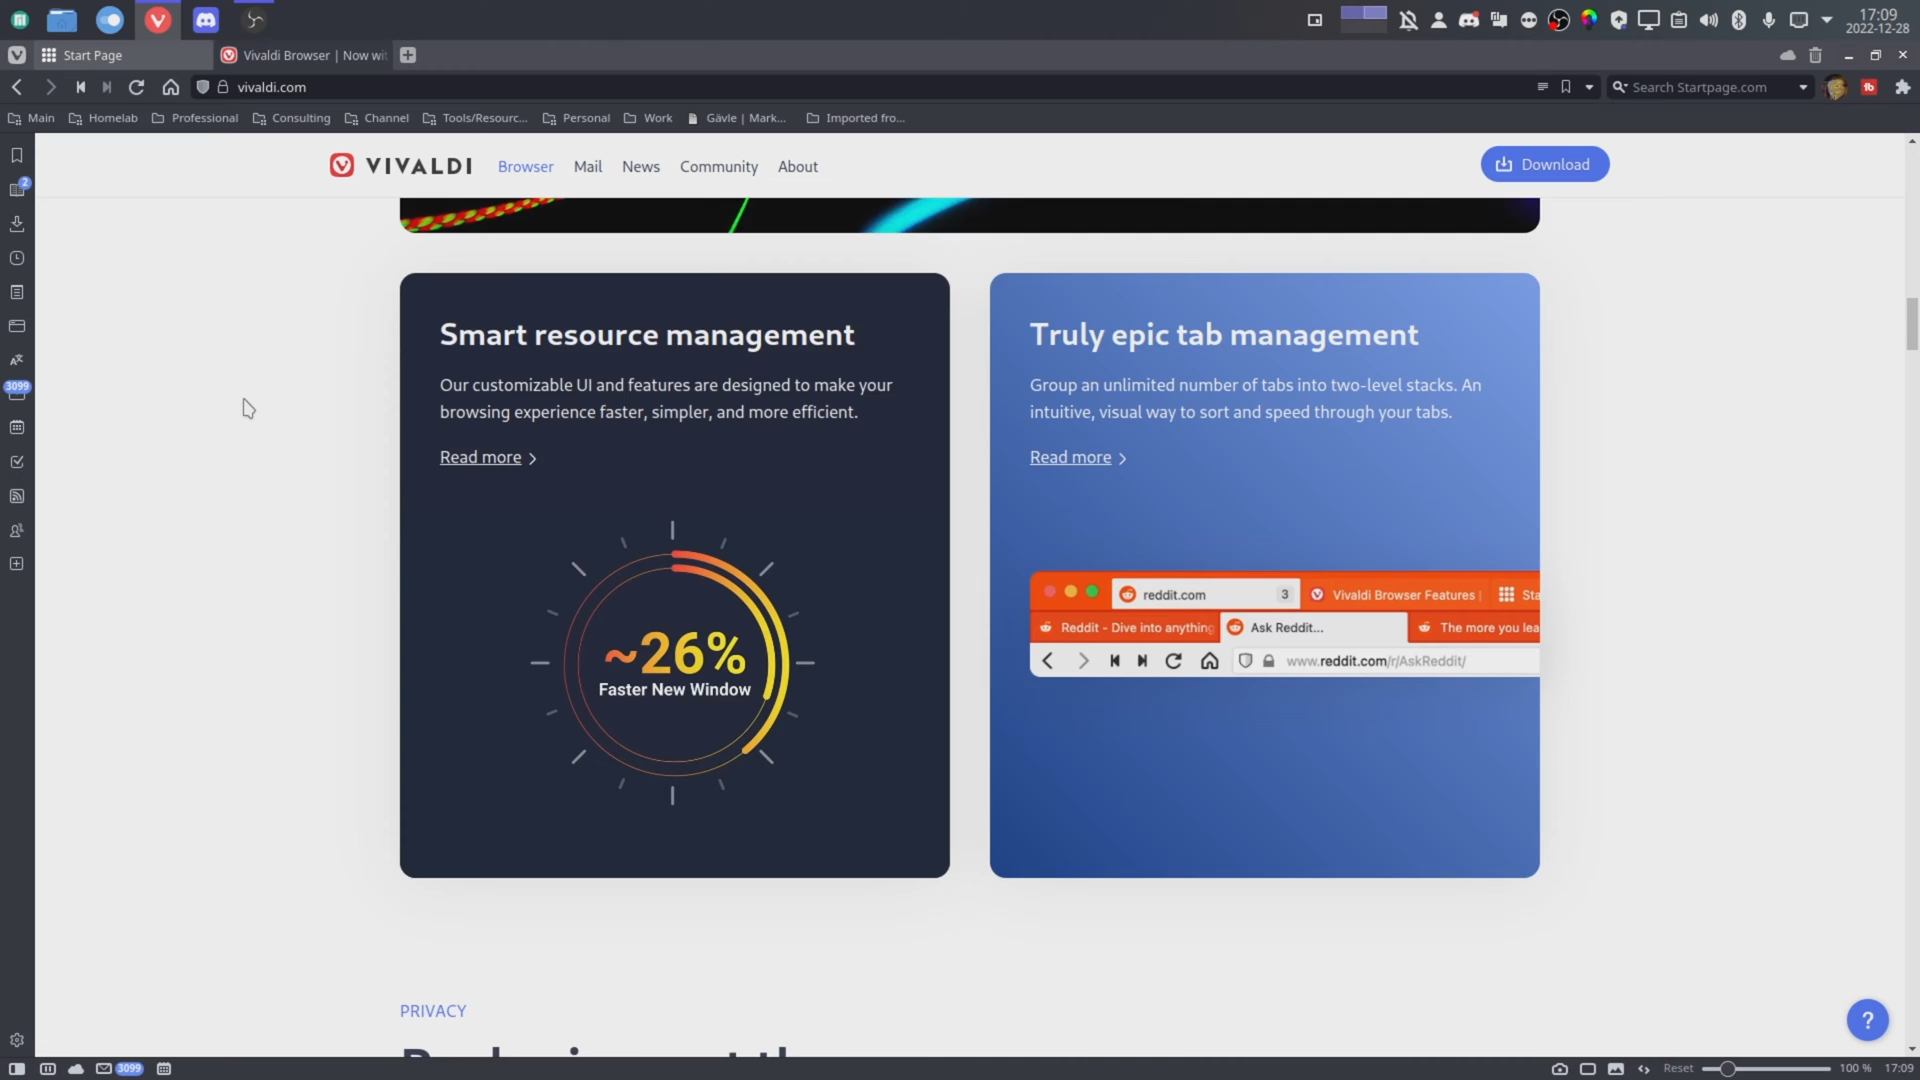 17:09
2022-12-28
Start Page
Vivaldi Browser | Now wit
vivaldi.com
Search Startpage.com
Main
Homelab
Professional
Consulting
Channel
Tools/Resourc...
Personal
Work
Gävle | Mark...
Imported fro...
VIVALDI
Browser
Mail
News
Community
About
Download
2
3099
Smart resource management
Our customizable UI and features are designed to make your
browsing experience faster, simpler, and more efficient.
Read more
~26%
Faster New Window
Truly epic tab management
Group an unlimited number of tabs into two-level stacks. An
intuitive, visual way to sort and speed through your tabs.
Read more
reddit.com
3
Vivaldi Browser Features |
Sta
Reddit - Dive into anything
Ask Reddit...
The more you lea
www.reddit.com/r/AskReddit/
PRIVACY
?
3099
Reset
100 %
17:09